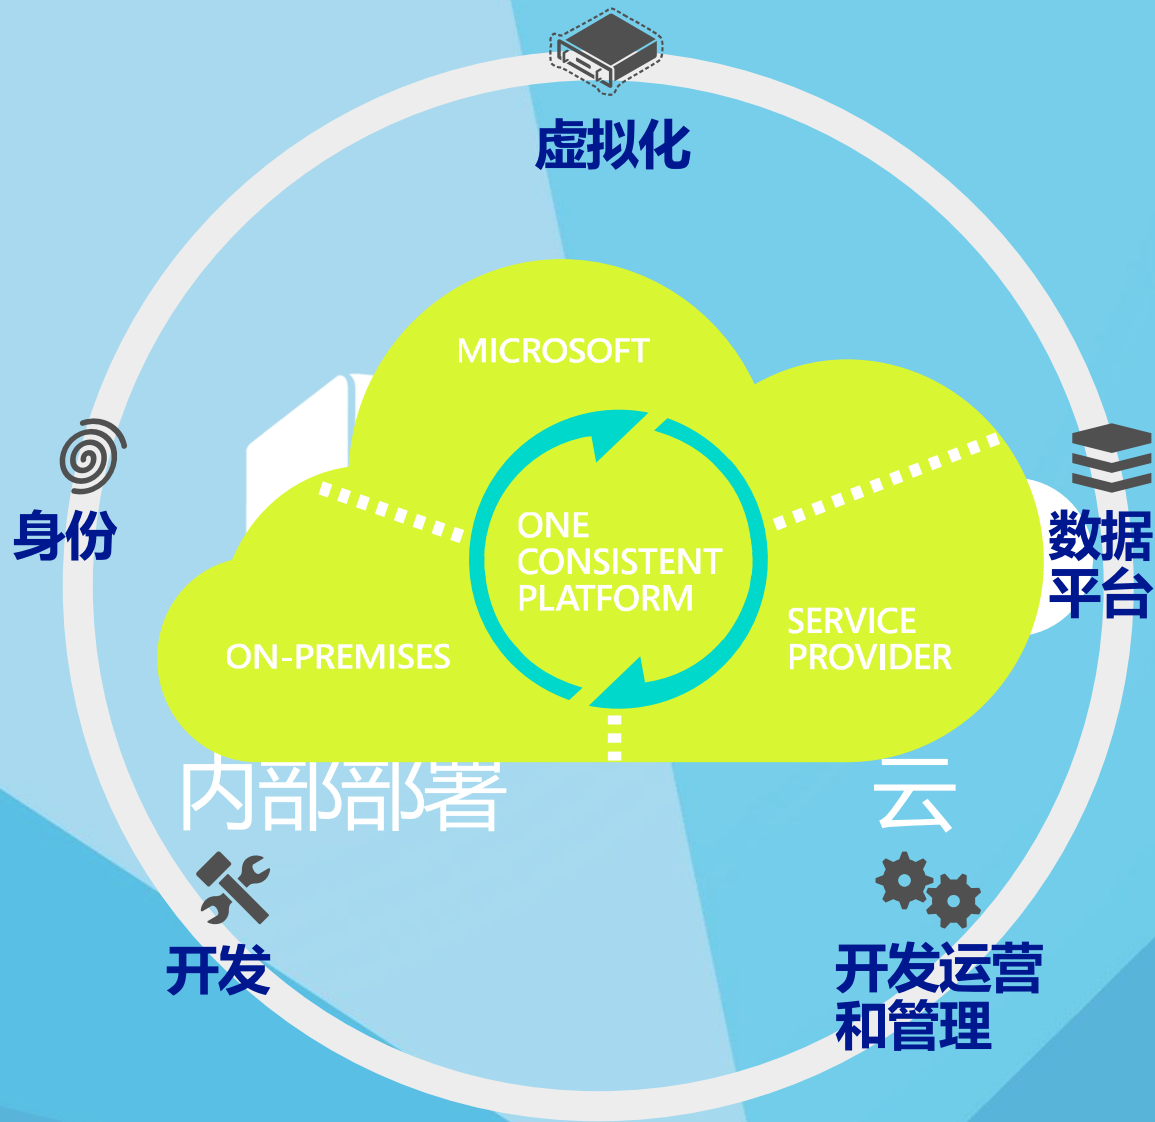 虚拟化
MICROSOFT
身份
ONE
CONSISTENT
PLATFORM
数据
平台
ON-PREMISES
SERVICE
PROVIDER
内部部署
云
开发
开发运营
和管理